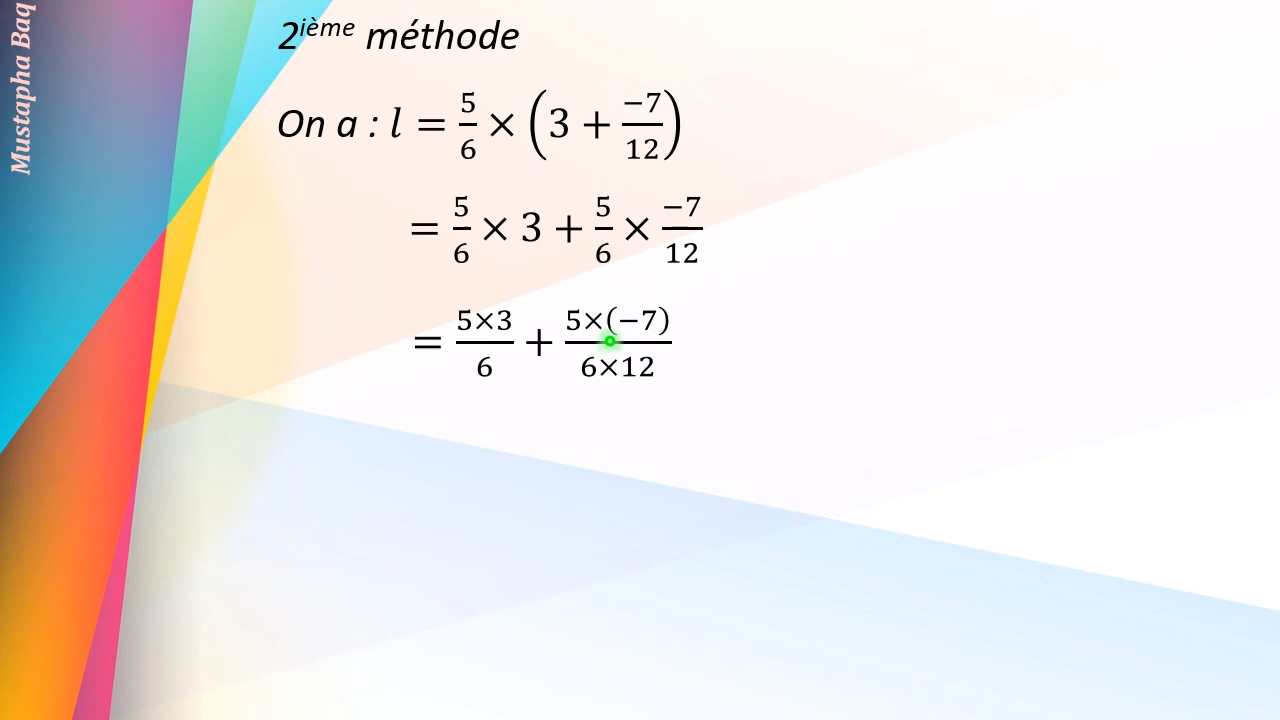 Mustapha Baq
2ième méthode
On a : l = 5/6 × (3 + −7/12)
= 5/6 × 3 + 5/6 × −7/12
= 5×3/6 + 5×(−7)/6×12